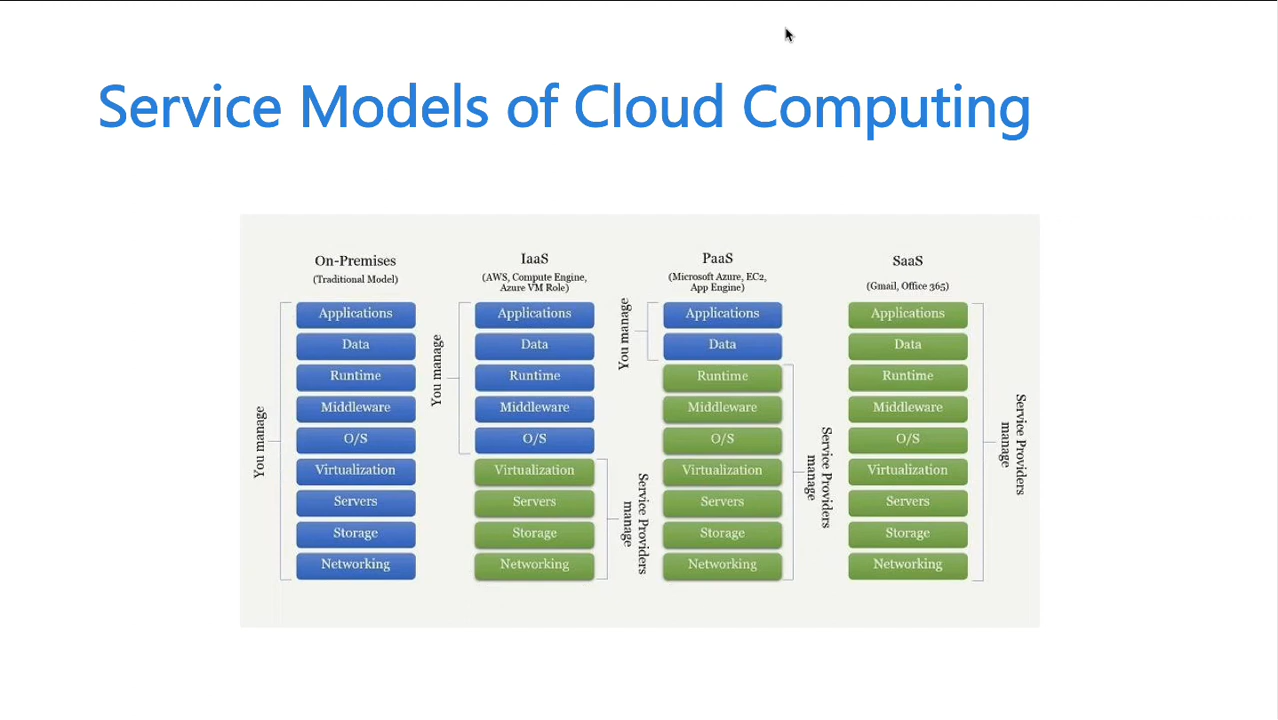 Service Models of Cloud Computing
On-Premises
(Traditional Model)
You manage
Applications
Data
Runtime
Middleware
O/S
Virtualization
Servers
Storage
Networking
IaaS
(AWS, Compute Engine,
Azure VM Role)
You manage
Applications
Data
Runtime
Middleware
O/S
Virtualization
Servers
Storage
Networking
Service Providers
manage
PaaS
(Microsoft Azure, EC2,
App Engine)
You manage
Applications
Data
Runtime
Middleware
O/S
Virtualization
Servers
Storage
Networking
Service Providers
manage
SaaS
(Gmail, Office 365)
Applications
Data
Runtime
Middleware
O/S
Virtualization
Servers
Storage
Networking
Service Providers
manage